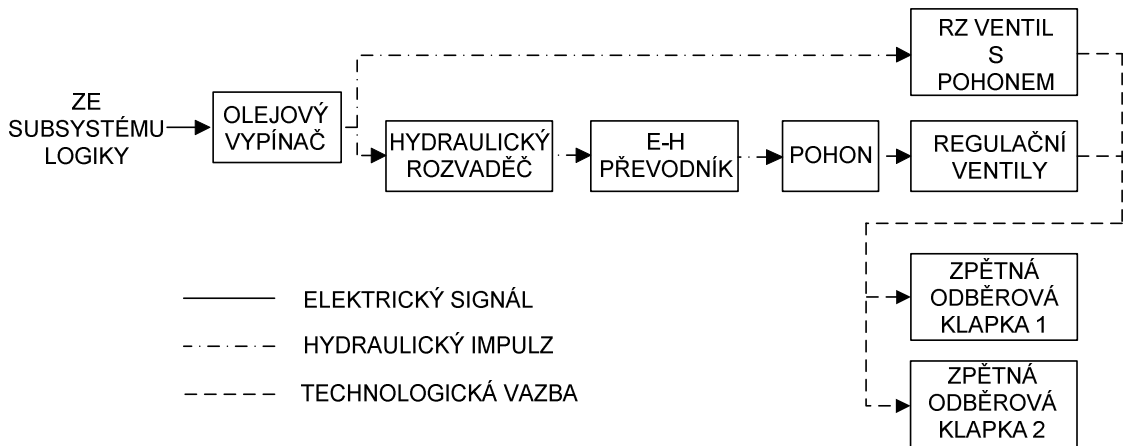 ZE
SUBSYSTÉMU
LOGIKY
OLEJOVÝ
VYPÍNAČ
RZ VENTIL
S
POHONEM
HYDRAULICKÝ
ROZVADĚČ
E-H
PŘEVODNÍK
POHON
REGULAČNÍ
VENTILY
ZPĚTNÁ
ODBĚROVÁ
KLAPKA 1
ZPĚTNÁ
ODBĚROVÁ
KLAPKA 2
ELEKTRICKÝ SIGNÁL
HYDRAULICKÝ IMPULZ
TECHNOLOGICKÁ VAZBA